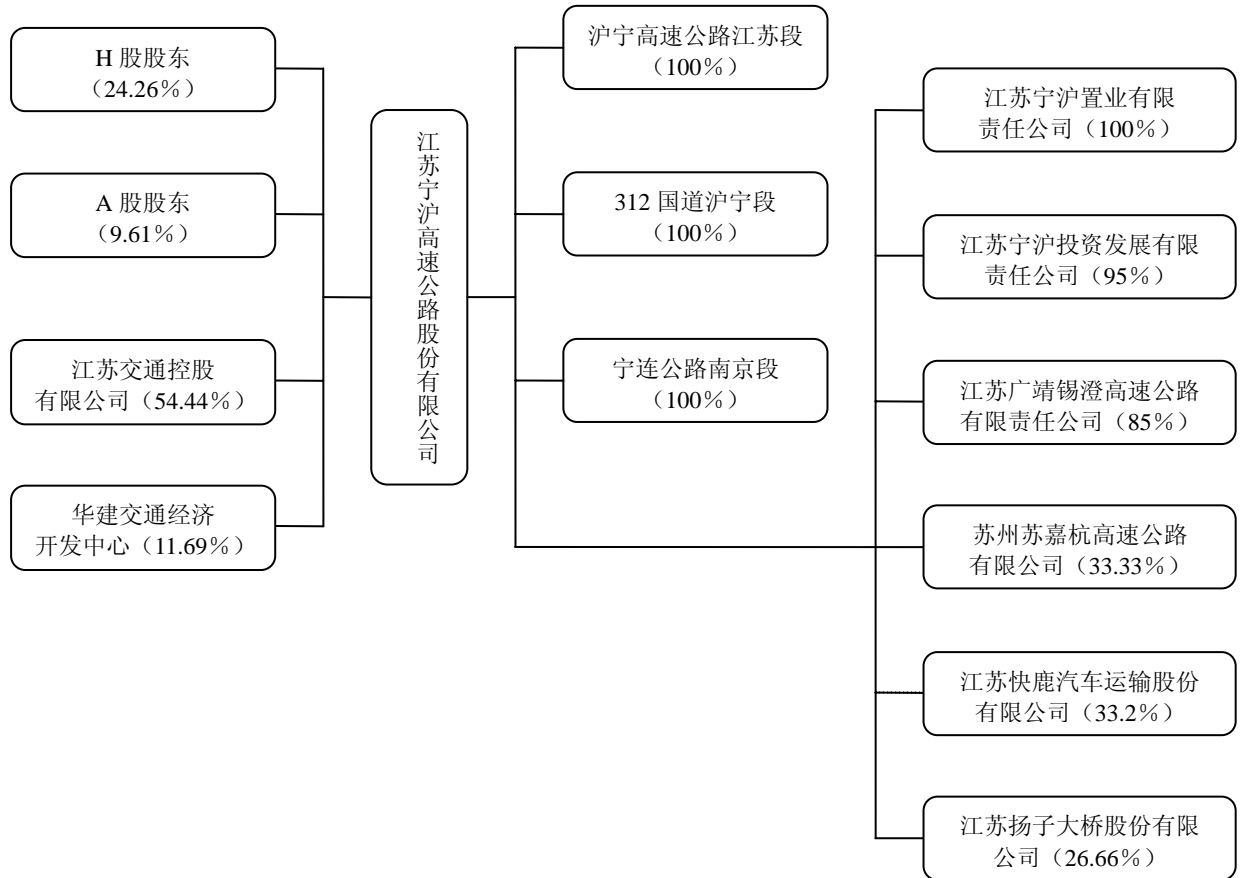 H 股股东
（24.26％）
A 股股东
（9.61％）
江苏交通控股
有限公司（54.44％）
华建交通经济
开发中心（11.69％）
江苏宁沪高速公路股份有限公司
沪宁高速公路江苏段
（100％）
312 国道沪宁段
（100％）
宁连公路南京段
（100％）
江苏宁沪置业有限
责任公司（100％）
江苏宁沪投资发展有限
责任公司（95％）
江苏广靖锡澄高速公路
有限责任公司（85％）
苏州苏嘉杭高速公路
有限公司（33.33％）
江苏快鹿汽车运输股份
有限公司（33.2％）
江苏扬子大桥股份有限
公司（26.66％）